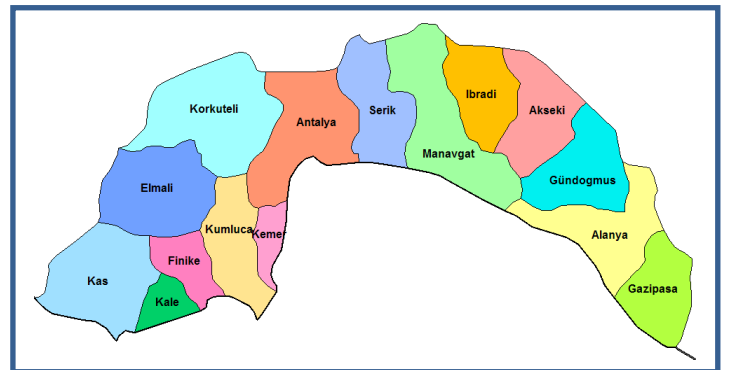 Ibradi
Korkuteli
Serik
Akseki
Antalya
Manavgat
Gündogmus
Elmali
Kumluca
Kemer
Alanya
Finike
Kas
Gazipasa
Kale